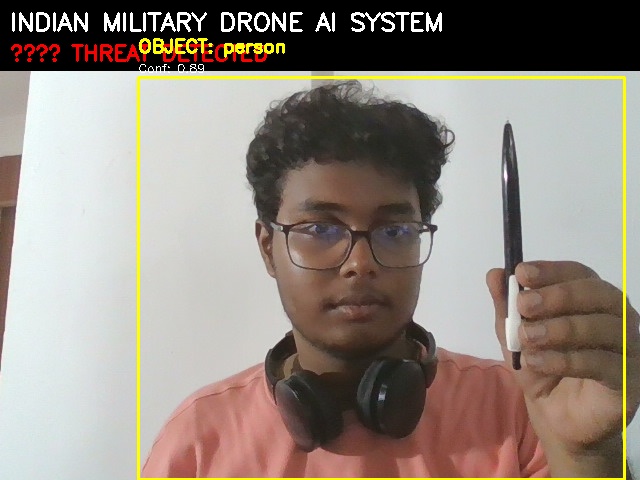 INDIAN MILITARY DRONE AI SYSTEM
???? THREAT DETECTED
OBJECT: person
Conf: 0.89